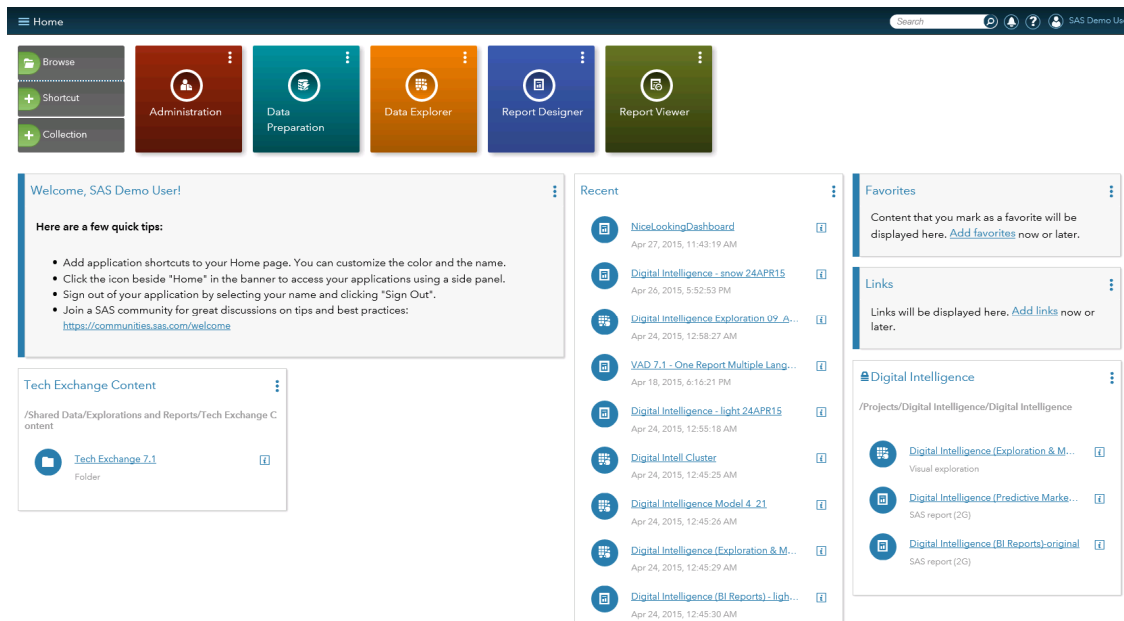 Home
Search
SAS Demo Use
Browse
Shortcut
Collection
Administration
Data
Preparation
Data Explorer
Report Designer
Report Viewer
Welcome, SAS Demo User!
Here are a few quick tips:
• Add application shortcuts to your Home page. You can customize the color and the name.
• Click the icon beside "Home" in the banner to access your applications using a side panel.
• Sign out of your application by selecting your name and clicking "Sign Out".
• Join a SAS community for great discussions on tips and best practices:
https://communities.sas.com/welcome
Tech Exchange Content
/Shared Data/Explorations and Reports/Tech Exchange C
ontent
Tech Exchange 7.1
Folder
Recent
NiceLookingDashboard
Apr 27, 2015, 11:43:19 AM
Digital Intelligence - snow 24APR15
Apr 26, 2015, 5:52:53 PM
Digital Intelligence Exploration 09_A...
Apr 24, 2015, 12:58:27 AM
VAD 7.1 - One Report Multiple Lang...
Apr 18, 2015, 6:16:21 PM
Digital Intelligence - light 24APR15
Apr 24, 2015, 12:55:18 AM
Digital Intell Cluster
Apr 24, 2015, 12:45:25 AM
Digital Intelligence Model 4_21
Apr 24, 2015, 12:45:26 AM
Digital Intelligence (Exploration & M...
Apr 24, 2015, 12:45:29 AM
Digital Intelligence (BI Reports) - ligh...
Apr 24, 2015, 12:45:30 AM
Favorites
Content that you mark as a favorite will be
displayed here. Add favorites now or later.
Links
Links will be displayed here. Add links now or
later.
Digital Intelligence
/Projects/Digital Intelligence/Digital Intelligence
Digital Intelligence (Exploration & M...
Visual exploration
Digital Intelligence (Predictive Marke...
SAS report (2G)
Digital Intelligence (BI Reports)-original
SAS report (2G)